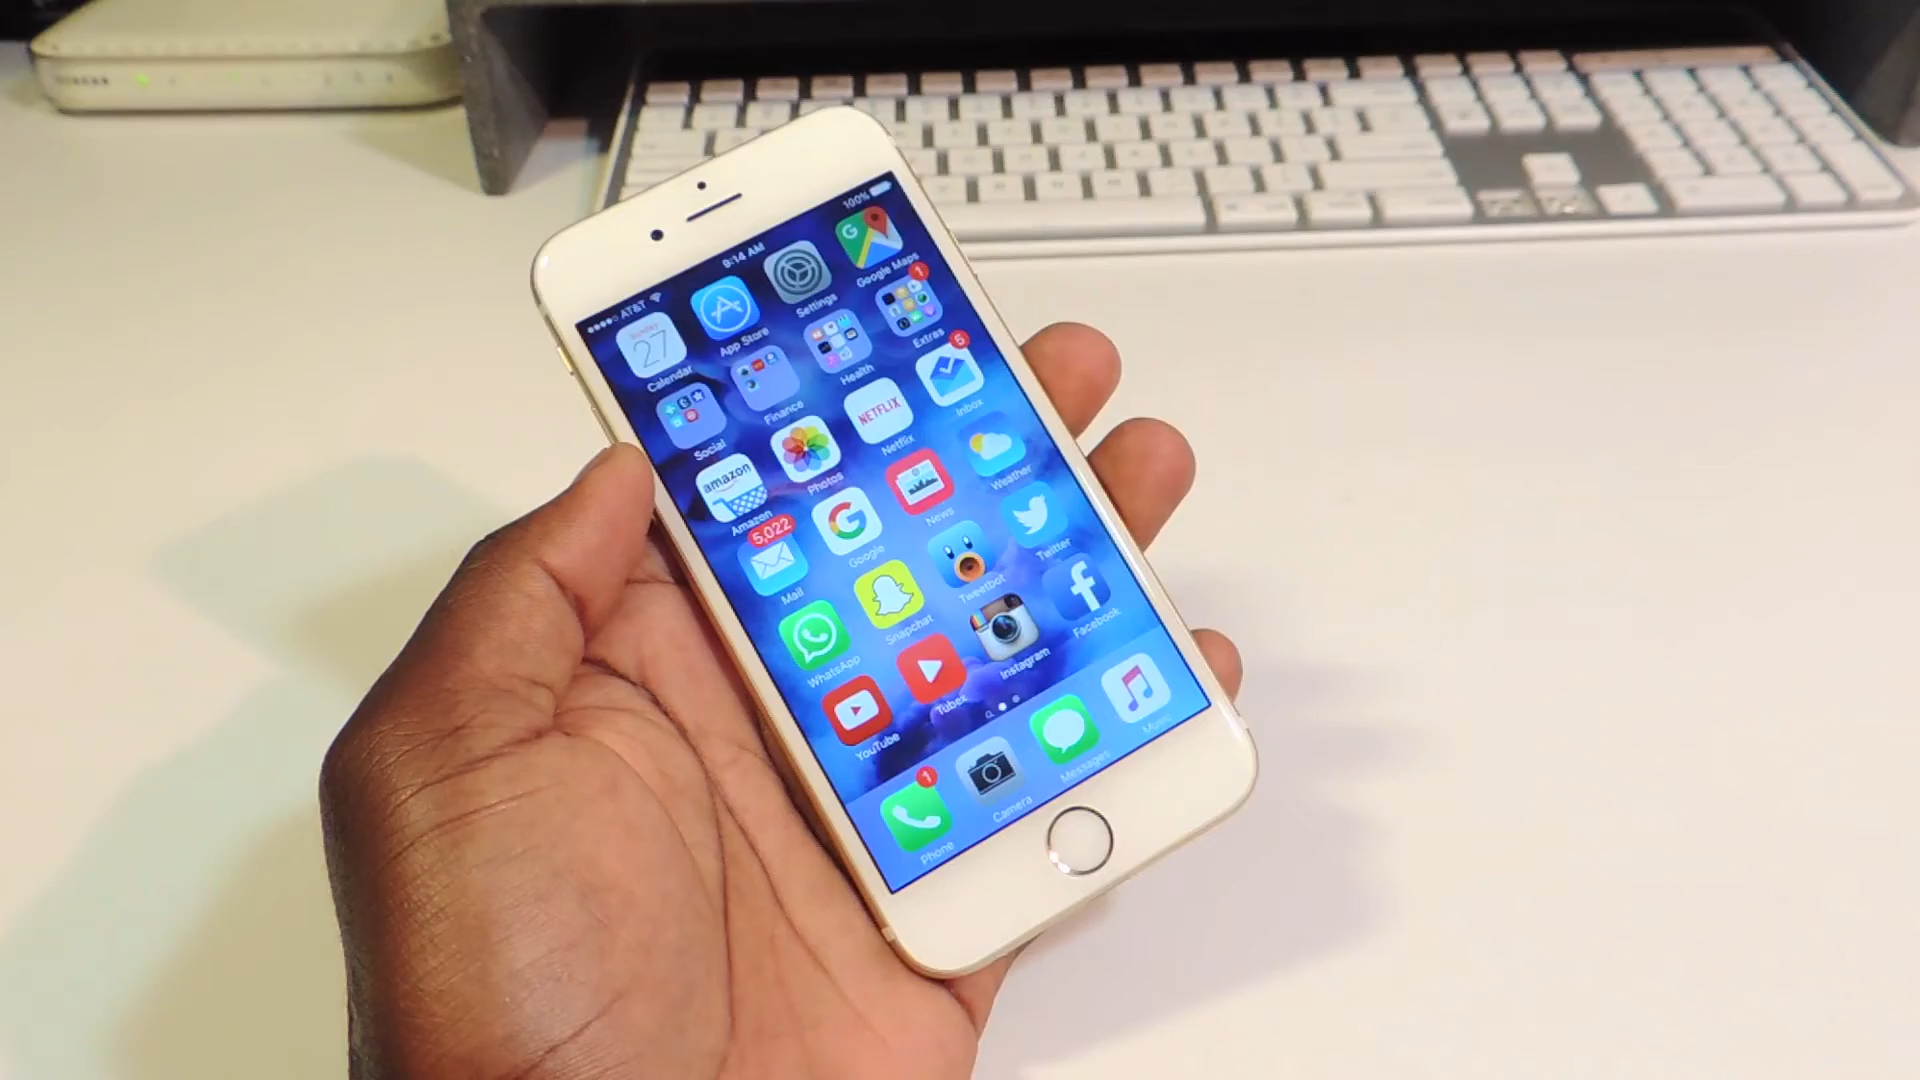 ●●●●○ AT&T
9:14 AM
100%
Sunday
27
Calendar
App Store
Settings
G
Google Maps
Social
Finance
Health
1
Extras
amazon
Amazon
Photos
NETFLIX
Netflix
5
Inbox
5,022
Mail
G
Google
News
Weather
WhatsApp
Snapchat
Tweetbot
Twitter
YouTube
Tubex
Instagram
f
Facebook
1
Phone
Camera
Messages
Music